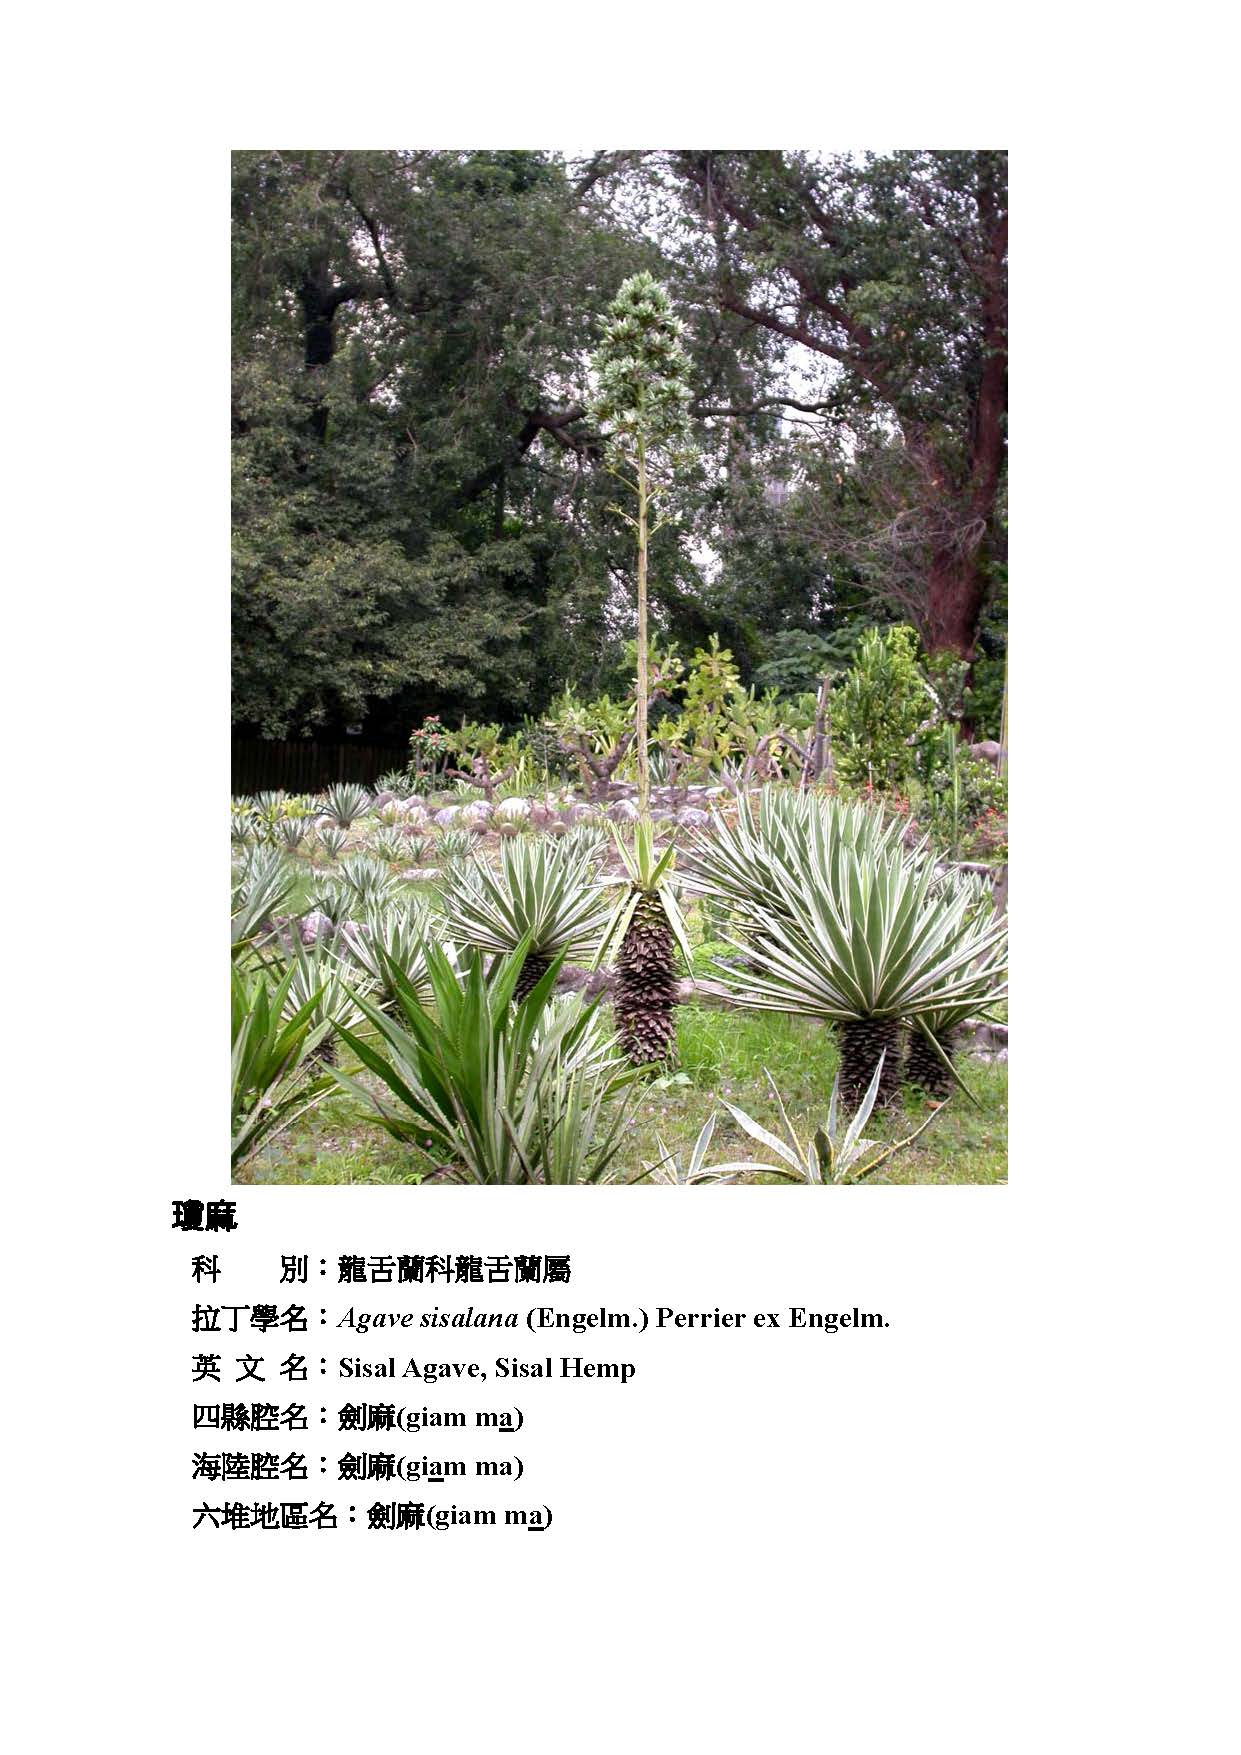 瓊麻
科　　別：龍舌蘭科龍舌蘭屬
拉丁學名：Agave sisalana (Engelm.) Perrier ex Engelm.
英 文 名：Sisal Agave, Sisal Hemp
四縣腔名：劍麻(giam ma)
海陸腔名：劍麻(giam ma)
六堆地區名：劍麻(giam ma)